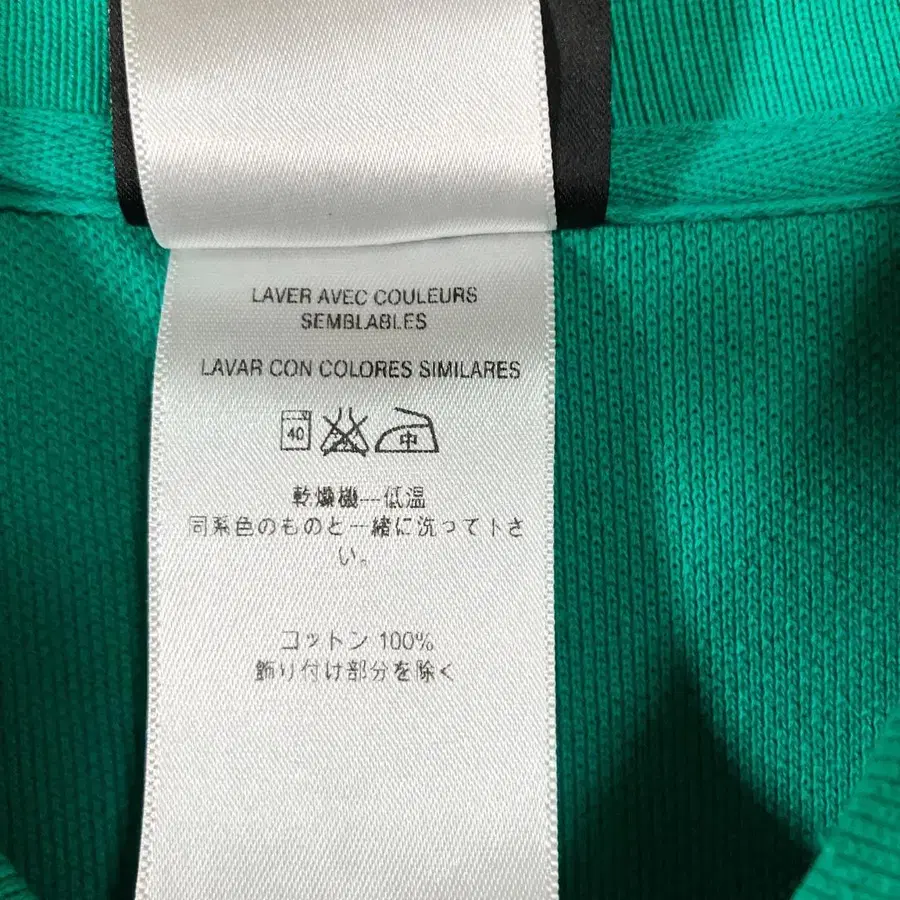 LAVER AVEC COULEURS
SEMBLABLES
LAVAR CON COLORES SIMILARES
40 中
乾燥機—低温
同系色のものと一緒に洗って下さ
い。
コットン 100%
飾り付け部分を除く